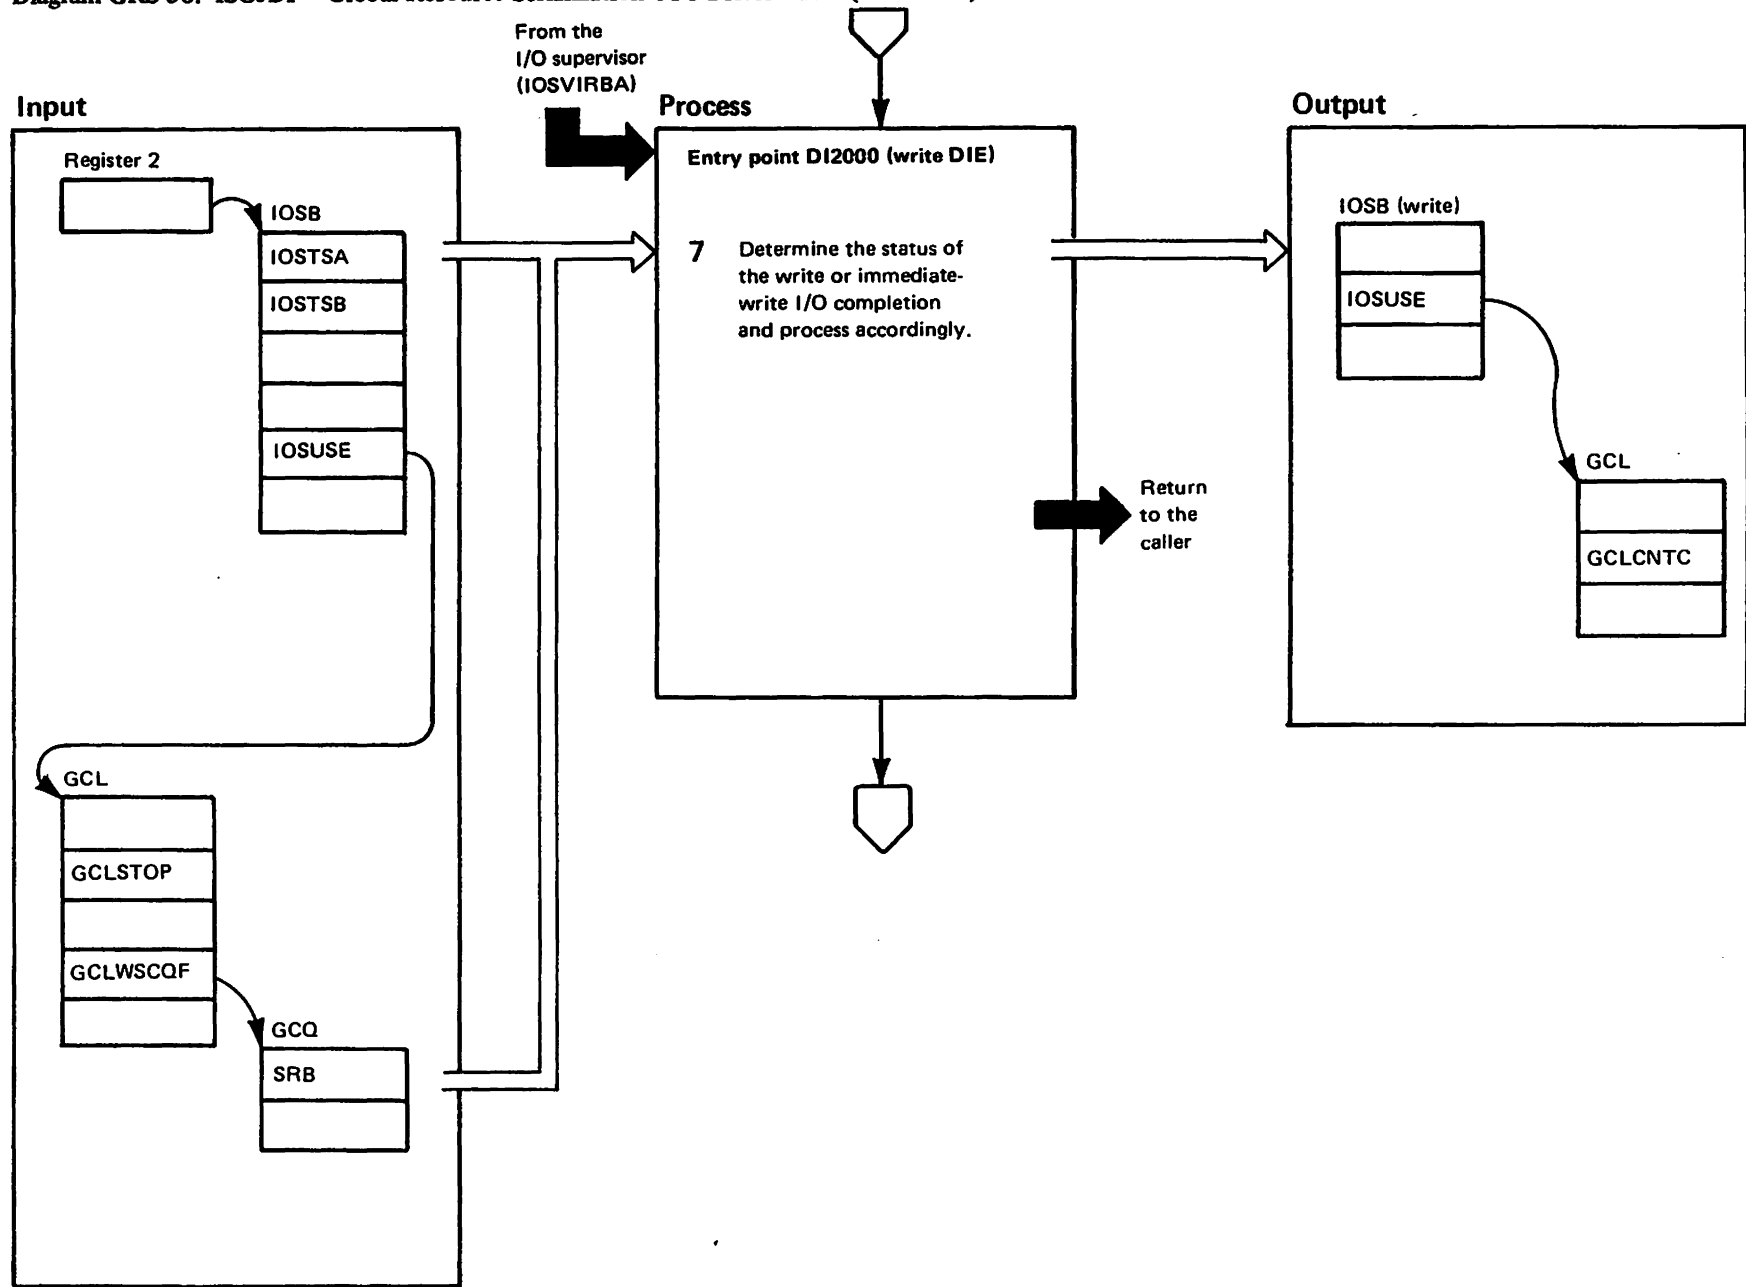 From the
I/O supervisor
(IOSVIRBA)
Input
Process
Output
Register 2
IOSB
IOSTSA
IOSTSB
IOSUSE
GCL
GCLSTOP
GCLWSCQF
GCQ
SRB
Entry point DI2000 (write DIE)
7 Determine the status of
the write or immediate-
write I/O completion
and process accordingly.
Return
to the
caller
IOSB (write)
IOSUSE
GCL
GCLCNTC